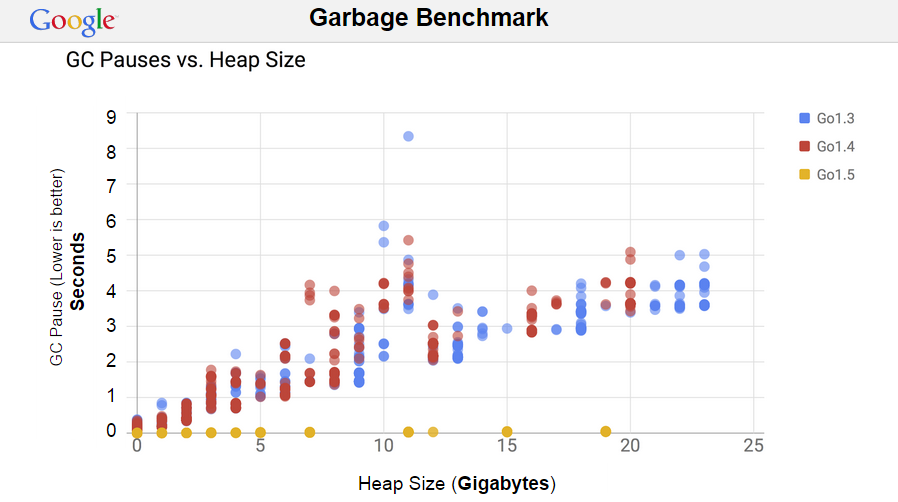 Google
Garbage Benchmark
GC Pauses vs. Heap Size
GC Pause (Lower is better)
Seconds
9
8
7
6
5
4
3
2
1
0
0 5 10 15 20 25
Heap Size (Gigabytes)
Go1.3
Go1.4
Go1.5